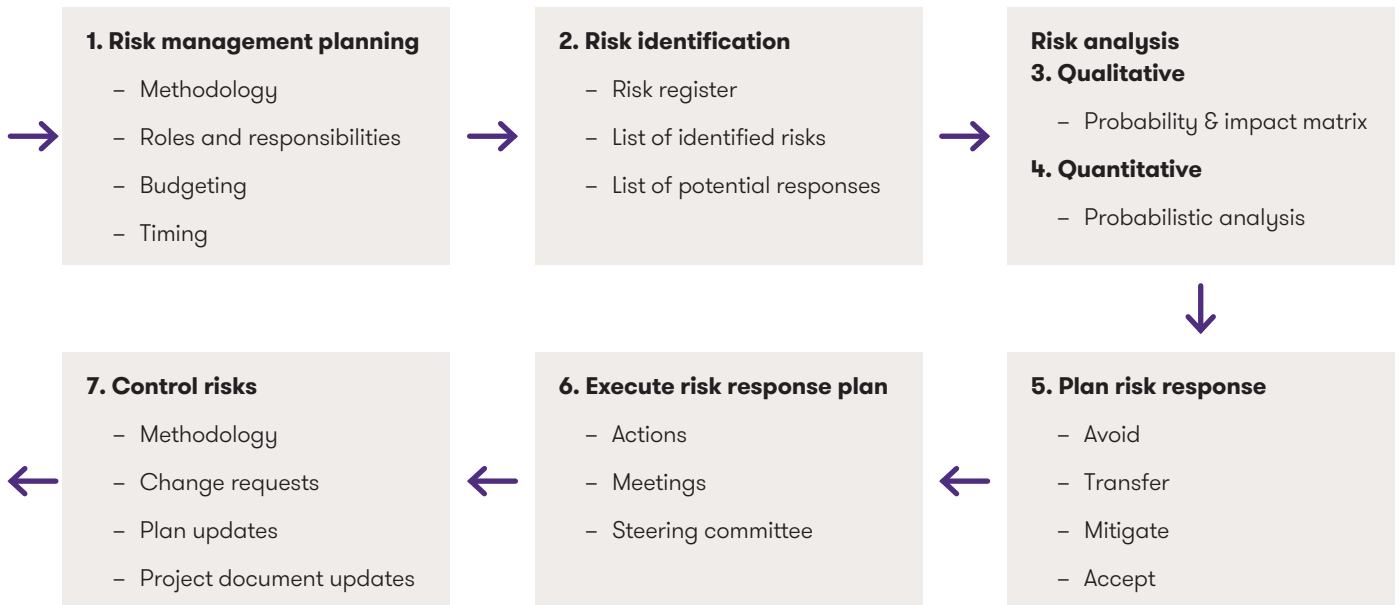 1. Risk management planning
– Methodology
– Roles and responsibilities
– Budgeting
– Timing
2. Risk identification
– Risk register
– List of identified risks
– List of potential responses
Risk analysis
3. Qualitative
– Probability & impact matrix
4. Quantitative
– Probabilistic analysis
5. Plan risk response
– Avoid
– Transfer
– Mitigate
– Accept
6. Execute risk response plan
– Actions
– Meetings
– Steering committee
7. Control risks
– Methodology
– Change requests
– Plan updates
– Project document updates